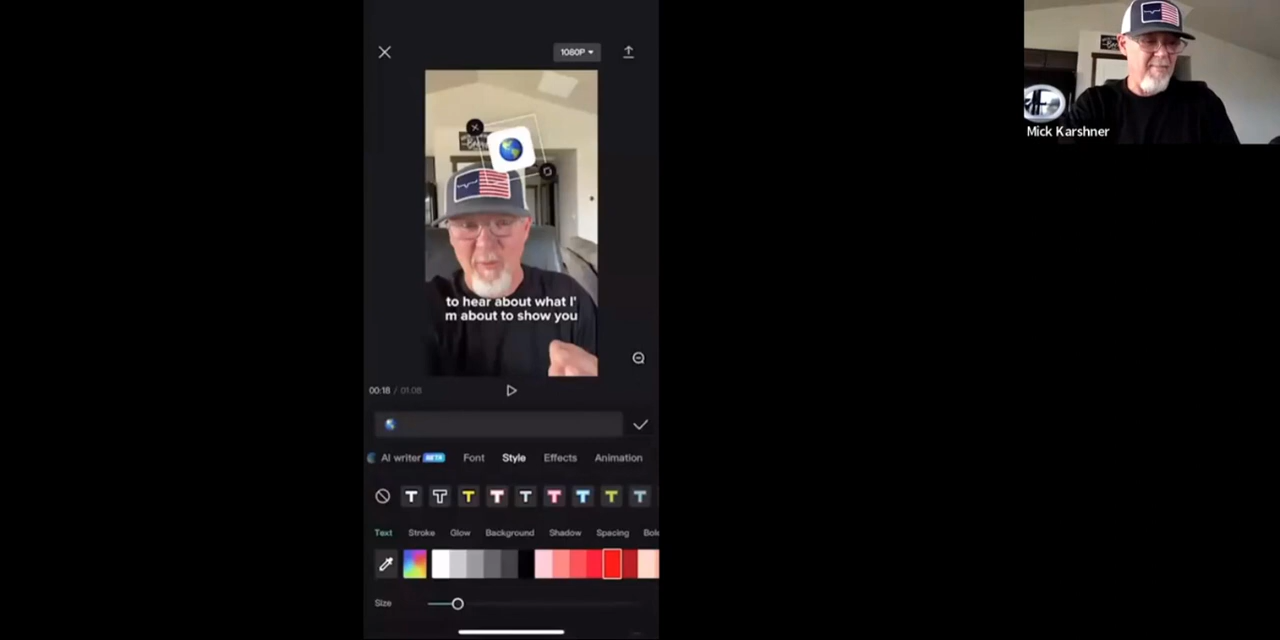 1080P
to hear about what I'
m about to show you
00:18 / 01:08
AI writer BETA Font Style Effects Animation
T T T T T T T T T
Text Stroke Glow Background Shadow Spacing Bol
Size
Mick Karshner